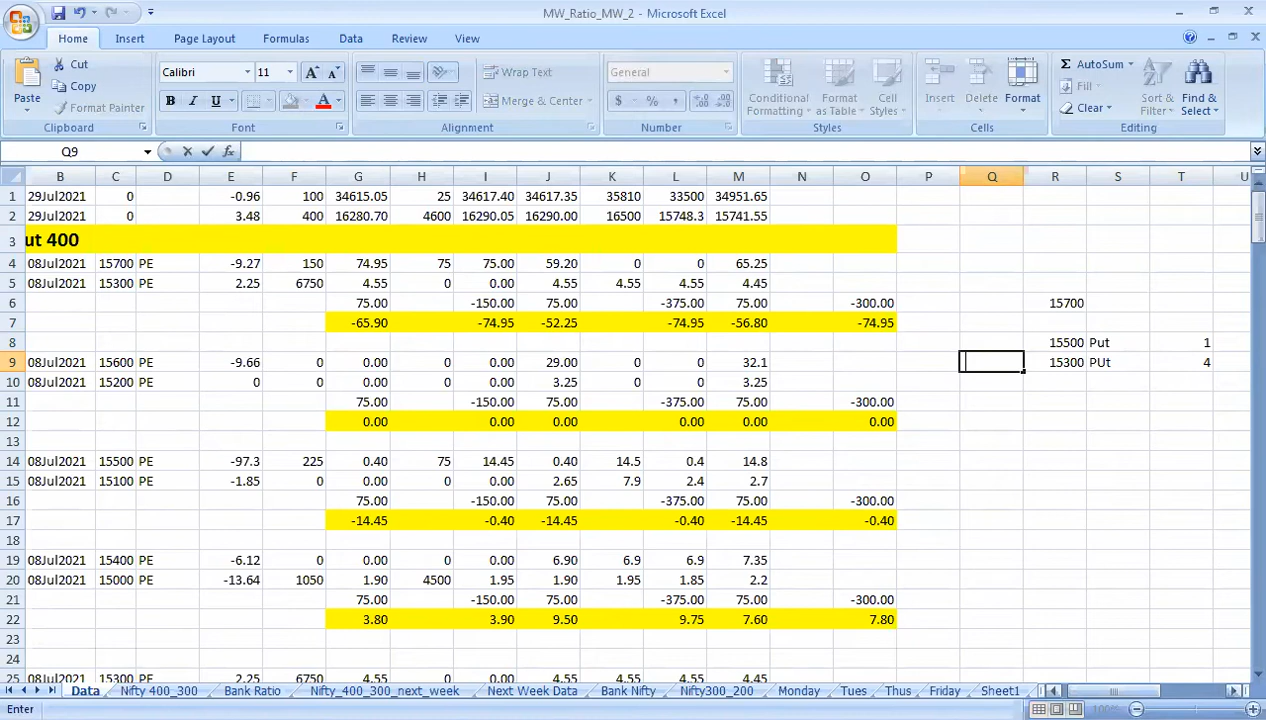 MW_Ratio_MW_2 - Microsoft Excel
Home Insert Page Layout Formulas Data Review View
Cut Calibri 11 Wrap Text General AutoSum
Copy Fill
Paste Format Painter B I U Merge & Center $ % , Conditional Formatting Format as Table Cell Styles Insert Delete Format Clear Sort & Filter Find & Select
Clipboard Font Alignment Number Styles Cells Editing
Q9 fx
B C D E F G H I J K L M N O P Q R S T U
1 29Jul2021 0 -0.96 100 34615.05 25 34617.40 34617.35 35810 33500 34951.65
2 29Jul2021 0 3.48 400 16280.70 4600 16290.05 16290.00 16500 15748.3 15741.55
3 ut 400
4 08Jul2021 15700 PE -9.27 150 74.95 75 75.00 59.20 0 0 65.25
5 08Jul2021 15300 PE 2.25 6750 4.55 0 0.00 4.55 4.55 4.55 4.45
6 75.00 -150.00 75.00 -375.00 75.00 -300.00 15700
7 -65.90 -74.95 -52.25 -74.95 -56.80 -74.95
8 15500 Put 1
9 08Jul2021 15600 PE -9.66 0 0.00 0 0.00 29.00 0 0 32.1 15300 PUt 4
10 08Jul2021 15200 PE 0 0 0.00 0 0.00 3.25 0 0 3.25
11 75.00 -150.00 75.00 -375.00 75.00 -300.00
12 0.00 0.00 0.00 0.00 0.00 0.00
13
14 08Jul2021 15500 PE -97.3 225 0.40 75 14.45 0.40 14.5 0.4 14.8
15 08Jul2021 15100 PE -1.85 0 0.00 0 0.00 2.65 7.9 2.4 2.7
16 75.00 -150.00 75.00 -375.00 75.00 -300.00
17 -14.45 -0.40 -14.45 -0.40 -14.45 -0.40
18
19 08Jul2021 15400 PE -6.12 0 0.00 0 0.00 6.90 6.9 6.9 7.35
20 08Jul2021 15000 PE -13.64 1050 1.90 4500 1.95 1.90 1.95 1.85 2.2
21 75.00 -150.00 75.00 -375.00 75.00 -300.00
22 3.80 3.90 9.50 9.75 7.60 7.80
23
24
25 08Jul2021 15300 PE 2.25 6750 4.55 0 0.00 4.55 4.55 4.55 4.45
Data Nifty 400_300 Bank Ratio Nifty_400_300_next_week Next Week Data Bank Nifty Nifty300_200 Monday Tues Thus Friday Sheet1
Enter 100%